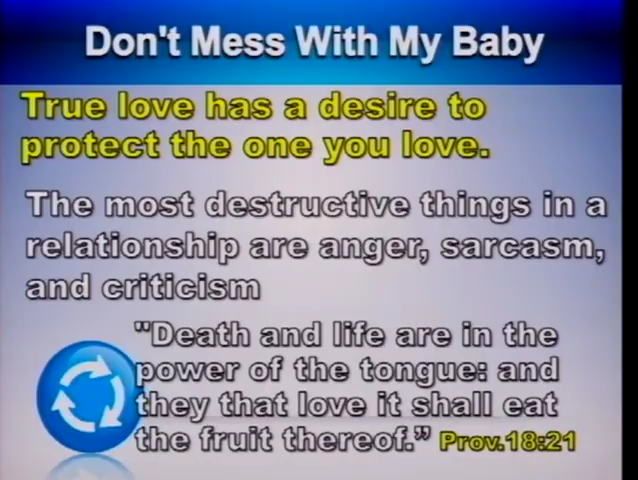 Don't Mess With My Baby
True love has a desire to
protect the one you love.
The most destructive things in a
relationship are anger, sarcasm,
and criticism
"Death and life are in the
power of the tongue: and
they that love it shall eat
the fruit thereof.” Prov.18:21